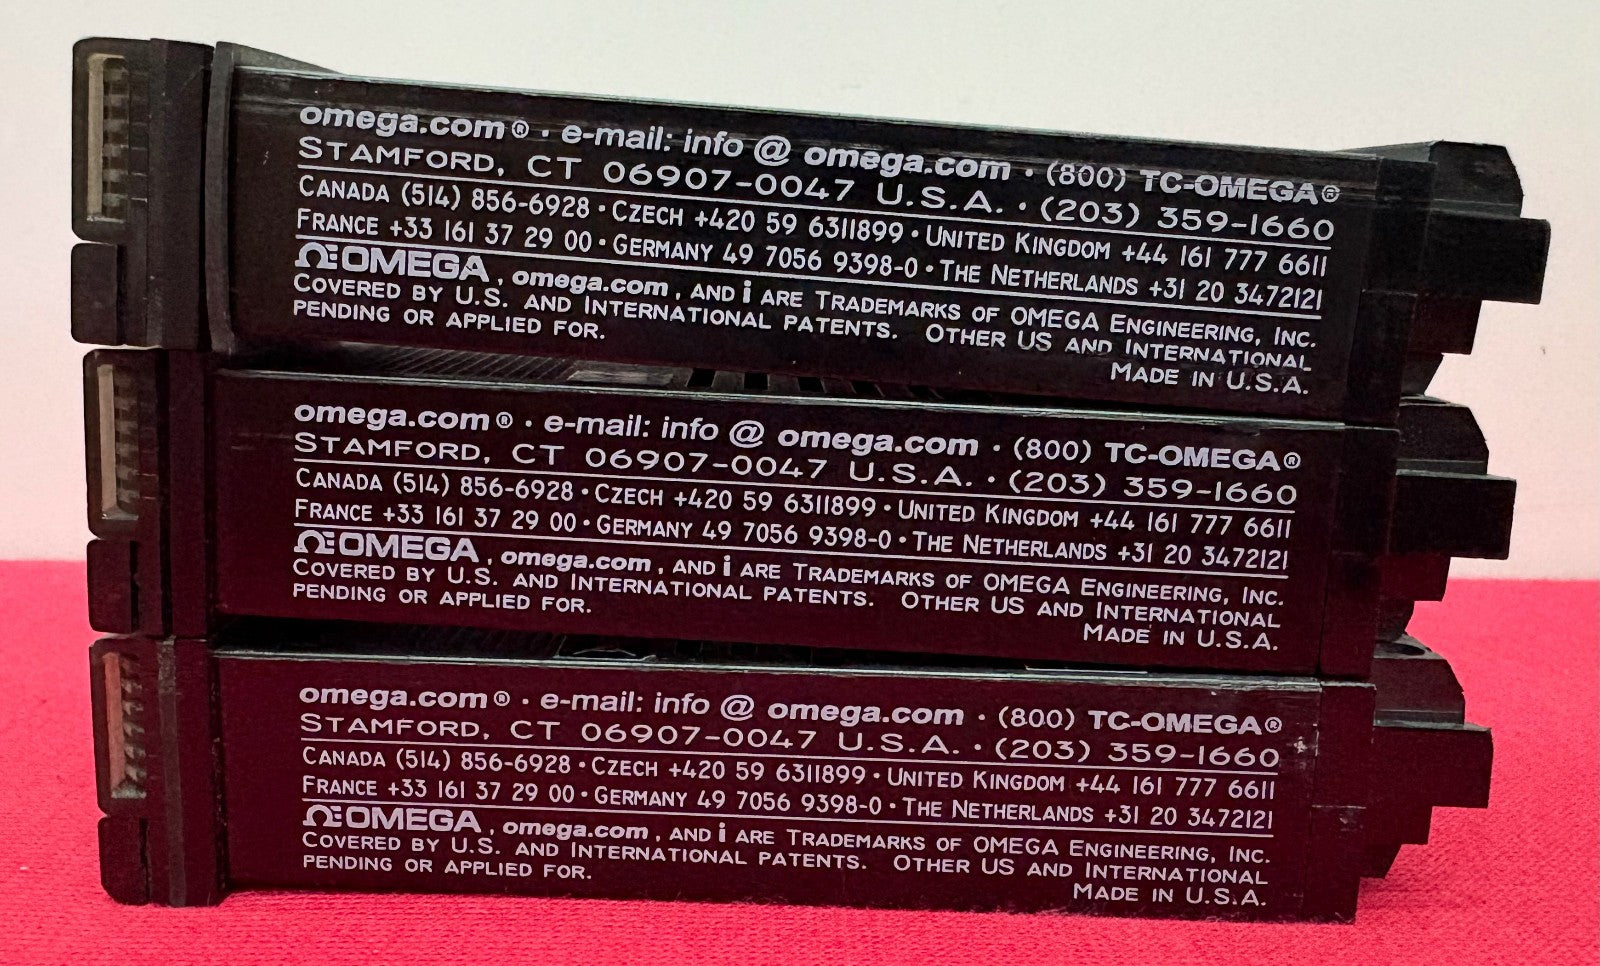 omega.com® · e-mail: info @ omega.com · (800) TC-OMEGA®
STAMFORD, CT 06907-0047 U.S.A. · (203) 359-1660
CANADA (514) 856-6928 · CZECH +420 59 6311899 · UNITED KINGDOM +44 161 777 6611
FRANCE +33 161 37 29 00 · GERMANY 49 7056 9398-0 · THE NETHERLANDS +31 20 3472121
OMEGA, omega.com, AND i ARE TRADEMARKS OF OMEGA ENGINEERING, INC.
COVERED BY U.S. AND INTERNATIONAL PATENTS. OTHER US AND INTERNATIONAL
PENDING OR APPLIED FOR.
MADE IN U.S.A.
omega.com® · e-mail: info @ omega.com · (800) TC-OMEGA®
STAMFORD, CT 06907-0047 U.S.A. · (203) 359-1660
CANADA (514) 856-6928 · CZECH +420 59 6311899 · UNITED KINGDOM +44 161 777 6611
FRANCE +33 161 37 29 00 · GERMANY 49 7056 9398-0 · THE NETHERLANDS +31 20 3472121
OMEGA, omega.com, AND i ARE TRADEMARKS OF OMEGA ENGINEERING, INC.
COVERED BY U.S. AND INTERNATIONAL PATENTS. OTHER US AND INTERNATIONAL
PENDING OR APPLIED FOR.
MADE IN U.S.A.
omega.com® · e-mail: info @ omega.com · (800) TC-OMEGA®
STAMFORD, CT 06907-0047 U.S.A. · (203) 359-1660
CANADA (514) 856-6928 · CZECH +420 59 6311899 · UNITED KINGDOM +44 161 777 6611
FRANCE +33 161 37 29 00 · GERMANY 49 7056 9398-0 · THE NETHERLANDS +31 20 3472121
OMEGA, omega.com, AND i ARE TRADEMARKS OF OMEGA ENGINEERING, INC.
COVERED BY U.S. AND INTERNATIONAL PATENTS. OTHER US AND INTERNATIONAL
PENDING OR APPLIED FOR.
MADE IN U.S.A.